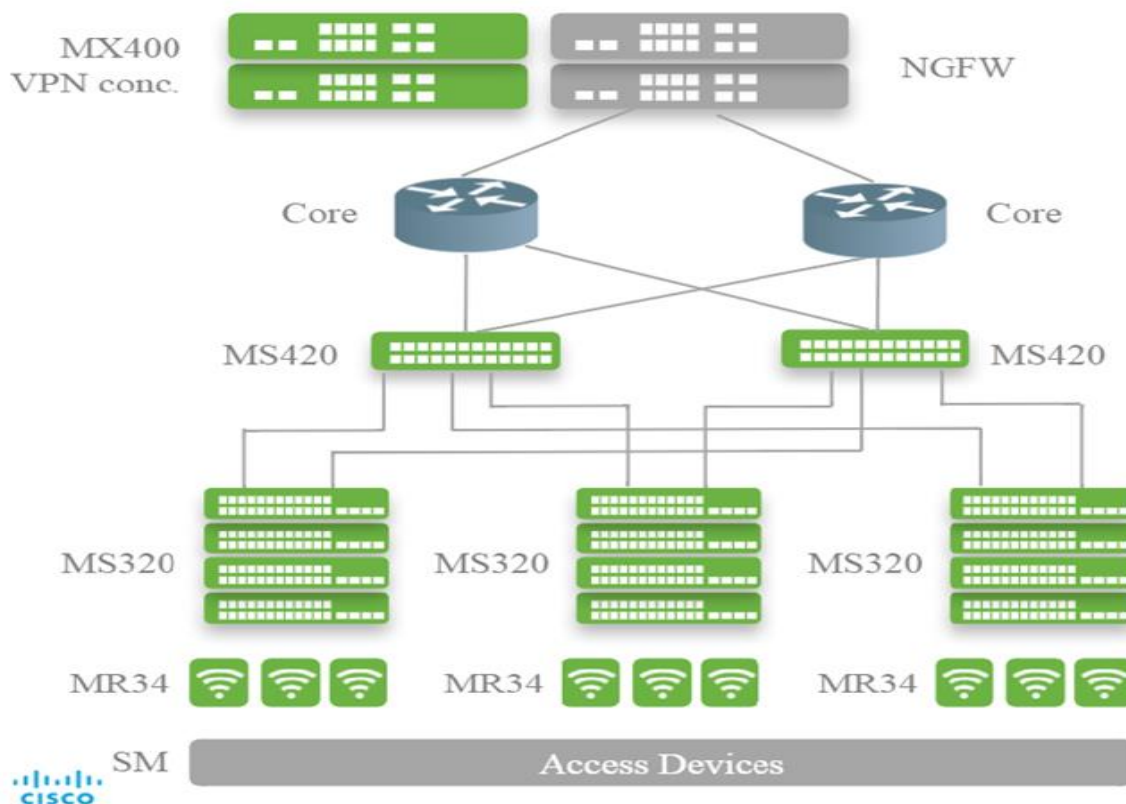 MX400
VPN conc.
NGFW
Core
Core
MS420
MS420
MS320
MS320
MS320
MR34
MR34
MR34
SM
Access Devices
CISCO